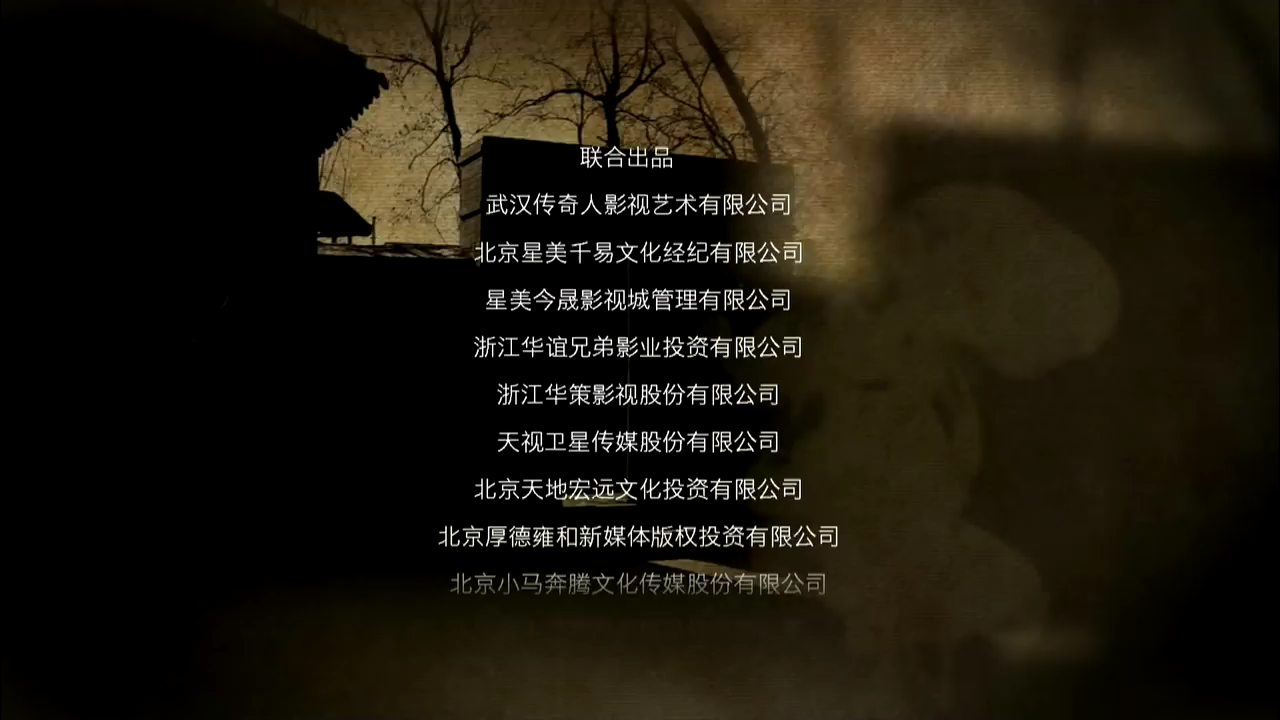 联合出品
武汉传奇人影视艺术有限公司
北京星美千易文化经纪有限公司
星美今晟影视城管理有限公司
浙江华谊兄弟影业投资有限公司
浙江华策影视股份有限公司
天视卫星传媒股份有限公司
北京天地宏远文化投资有限公司
北京厚德雍和新媒体版权投资有限公司
北京小马奔腾文化传媒股份有限公司